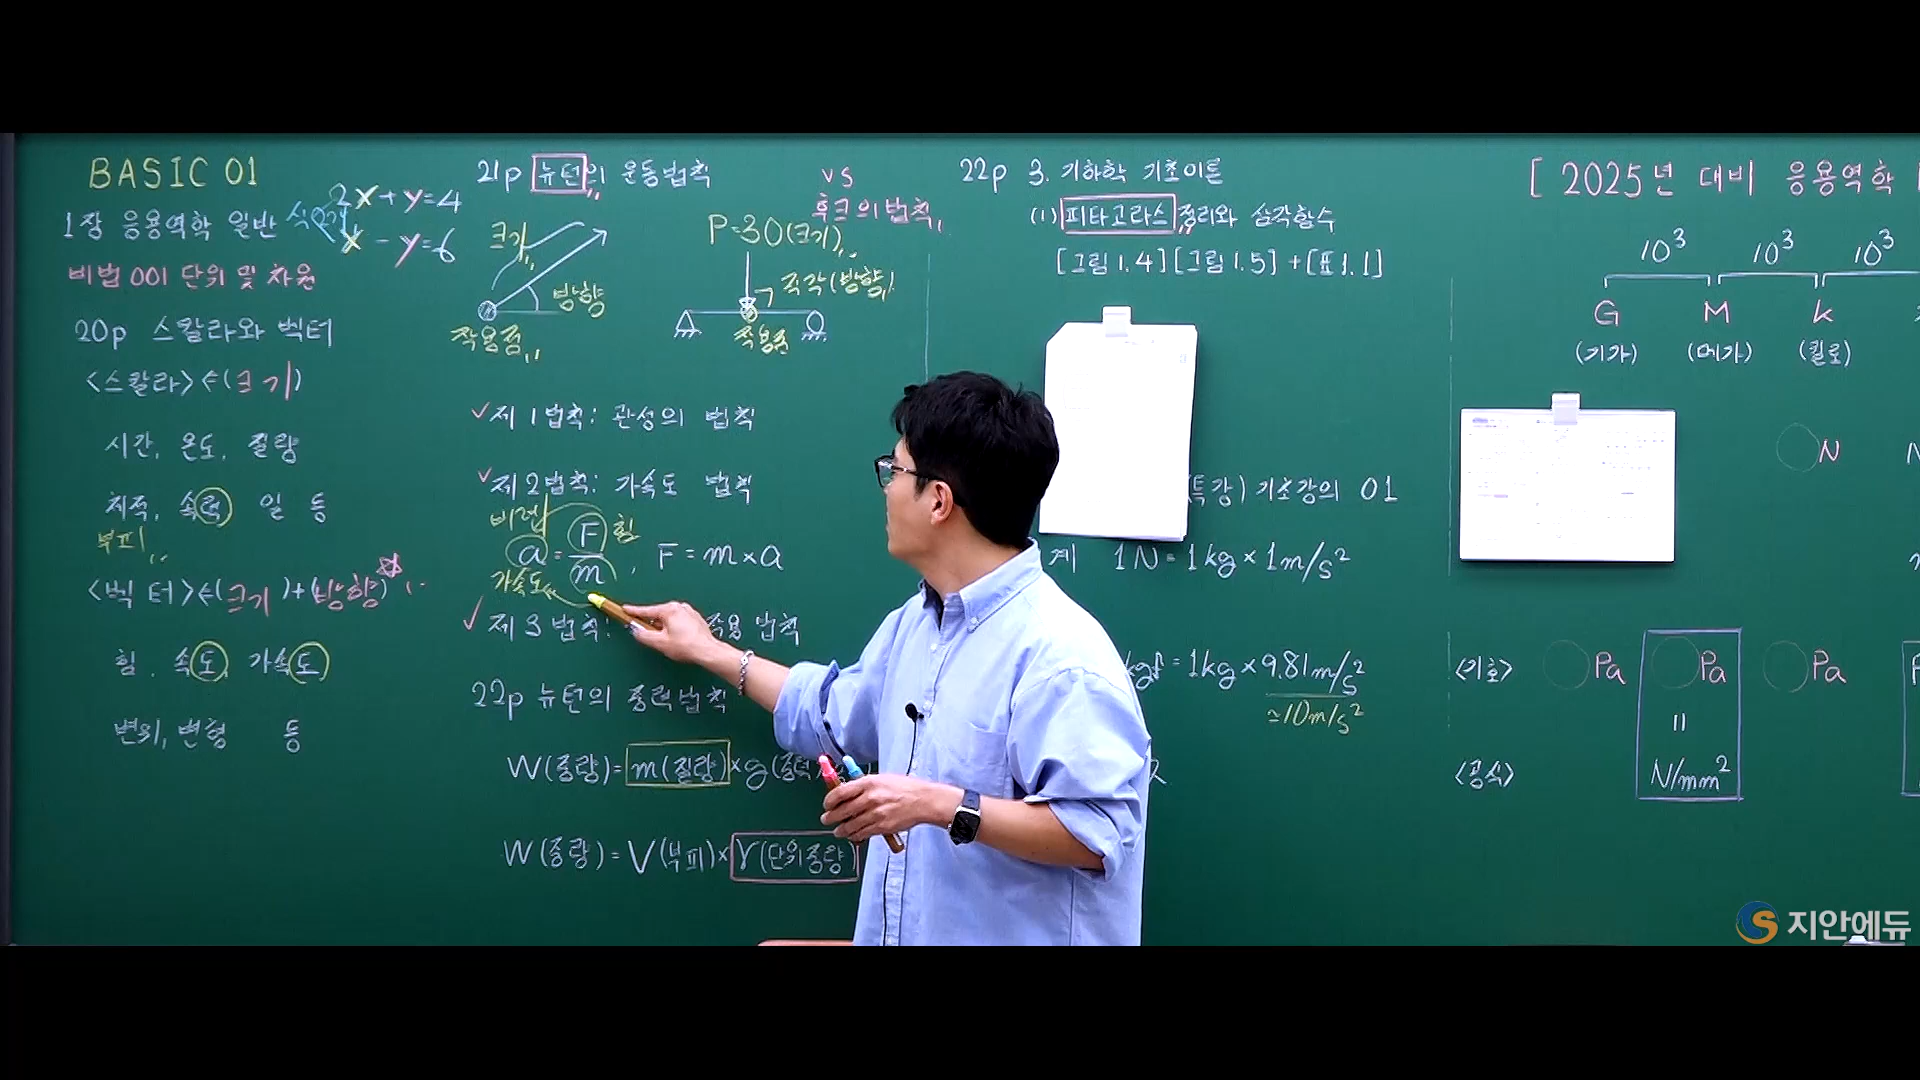 BASIC 01
1장 응용역학 일반
2x+y=4
x-y=6
비법 001 단위 및 차원
20p 스칼라와 벡터
<스칼라>←(크기)
시간, 온도, 질량
체적, 속력 일 등
부피
<벡터>←(크기)+(방향)
힘, 속도, 가속도
변위, 변형 등
21p 뉴턴의 운동법칙
VS
후크의 법칙
크기
방향
작용점
P=30(크기)
직각(방향)
작용점
✓제1법칙: 관성의 법칙
✓제2법칙: 가속도 법칙
비례
a=F/m, F=m×a
힘
가속도
✓제3법칙: 작용 법칙
22p 뉴턴의 중력법칙
W(중량)=m(질량)×g(중력
W(중량)=V(부피)×γ(단위중량)
22p 3. 기하학 기초이론
(1) 피타고라스 정리와 삼각함수
[그림 1.4][그림 1.5]+[표 1.1]
특강) 기초강의 01
계 1N=1kg×1m/s²
kgf=1kg×9.81m/s²
≃10m/s²
[2025년 대비 응용역학
10³ 10³ 10³
G M k
(기가) (메가) (킬로)
N
<기호> Pa Pa Pa
=
<공식> N/mm²
지안에듀